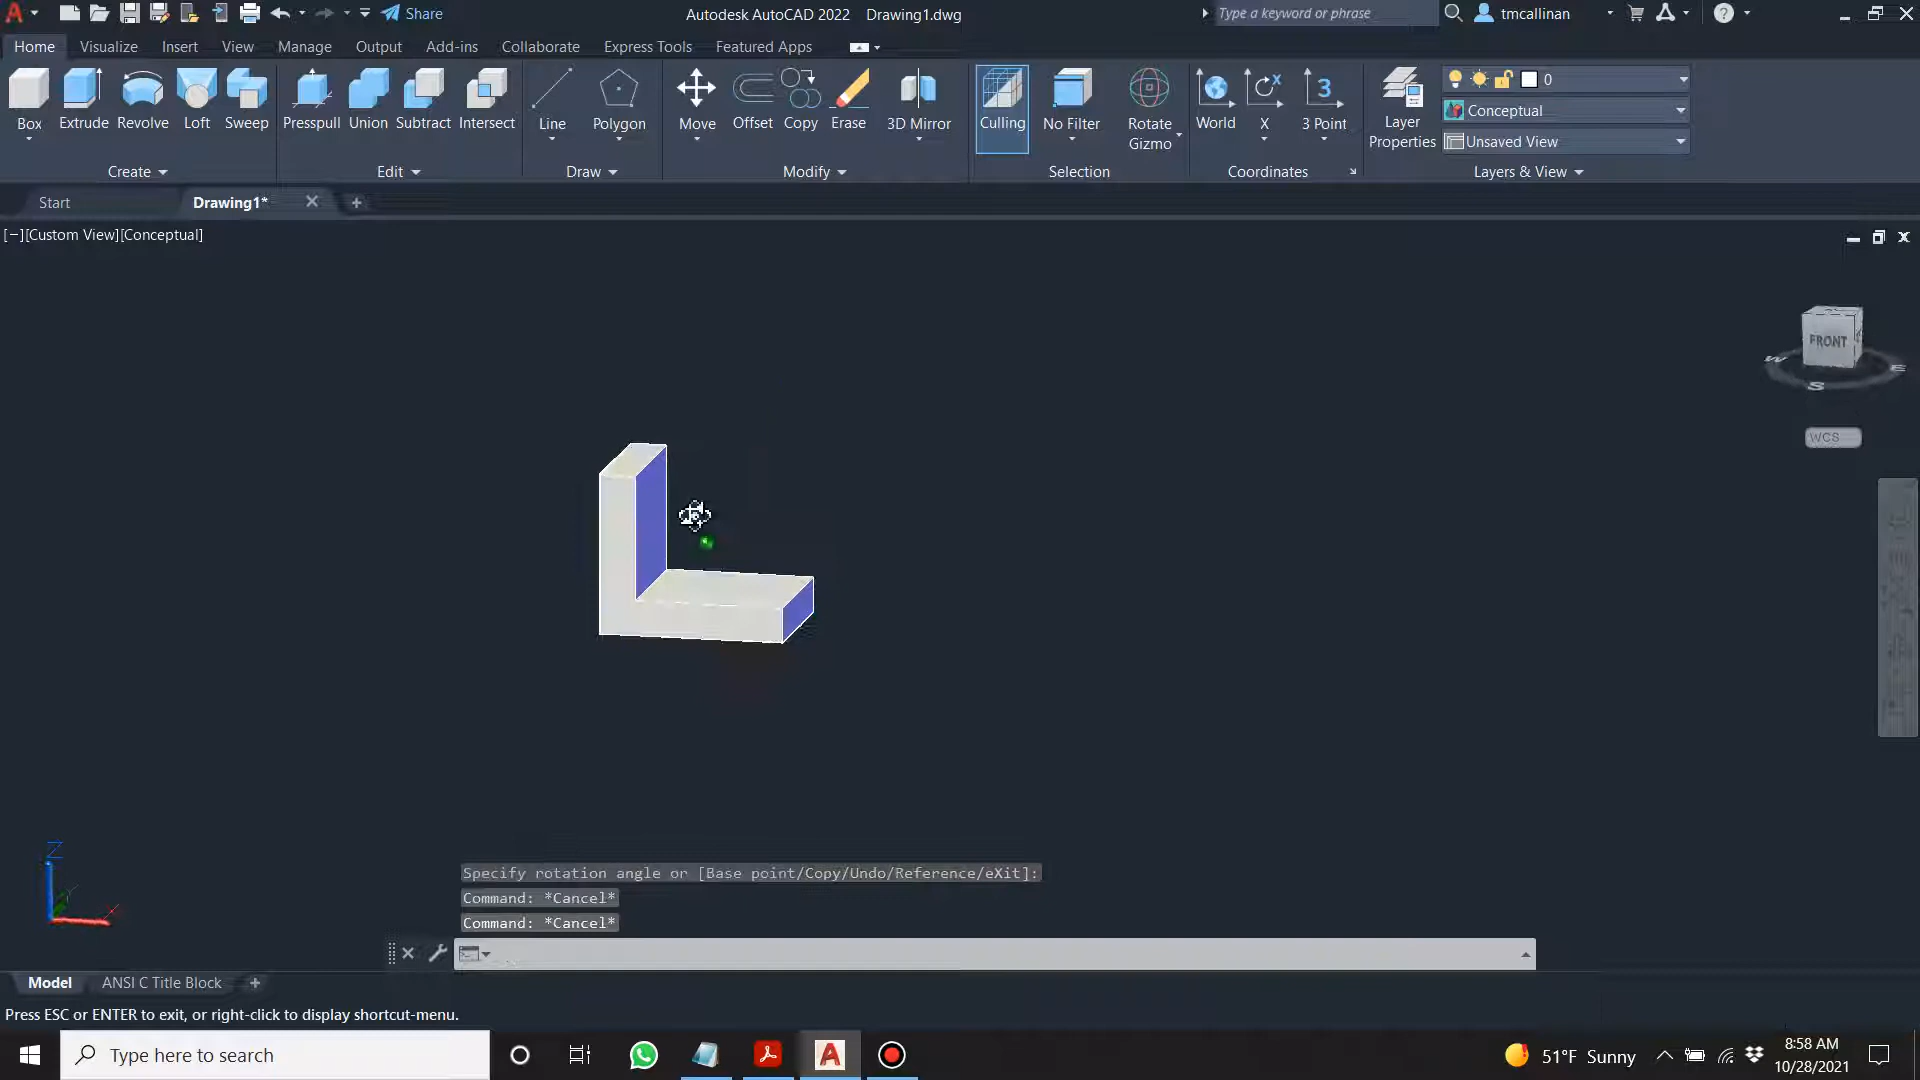 Share Autodesk AutoCAD 2022 Drawing1.dwg Type a keyword or phrase tmcallinan
Home Visualize Insert View Manage Output Add-ins Collaborate Express Tools Featured Apps
0
Conceptual
Unsaved View
Box Extrude Revolve Loft Sweep Presspull Union Subtract Intersect Line Polygon Move Offset Copy Erase 3D Mirror Culling No Filter Rotate Gizmo World X 3 Point Layer Properties
Create Edit Draw Modify Selection Coordinates Layers & View
Start Drawing1* +
[−][Custom View][Conceptual]
FRONT
W E
S
WCS
Z
X
Specify rotation angle or [Base point/Copy/Undo/Reference/eXit]:
Command: *Cancel*
Command: *Cancel*
Model ANSI C Title Block +
Press ESC or ENTER to exit, or right-click to display shortcut-menu.
Type here to search 51°F Sunny 8:58 AM
10/28/2021